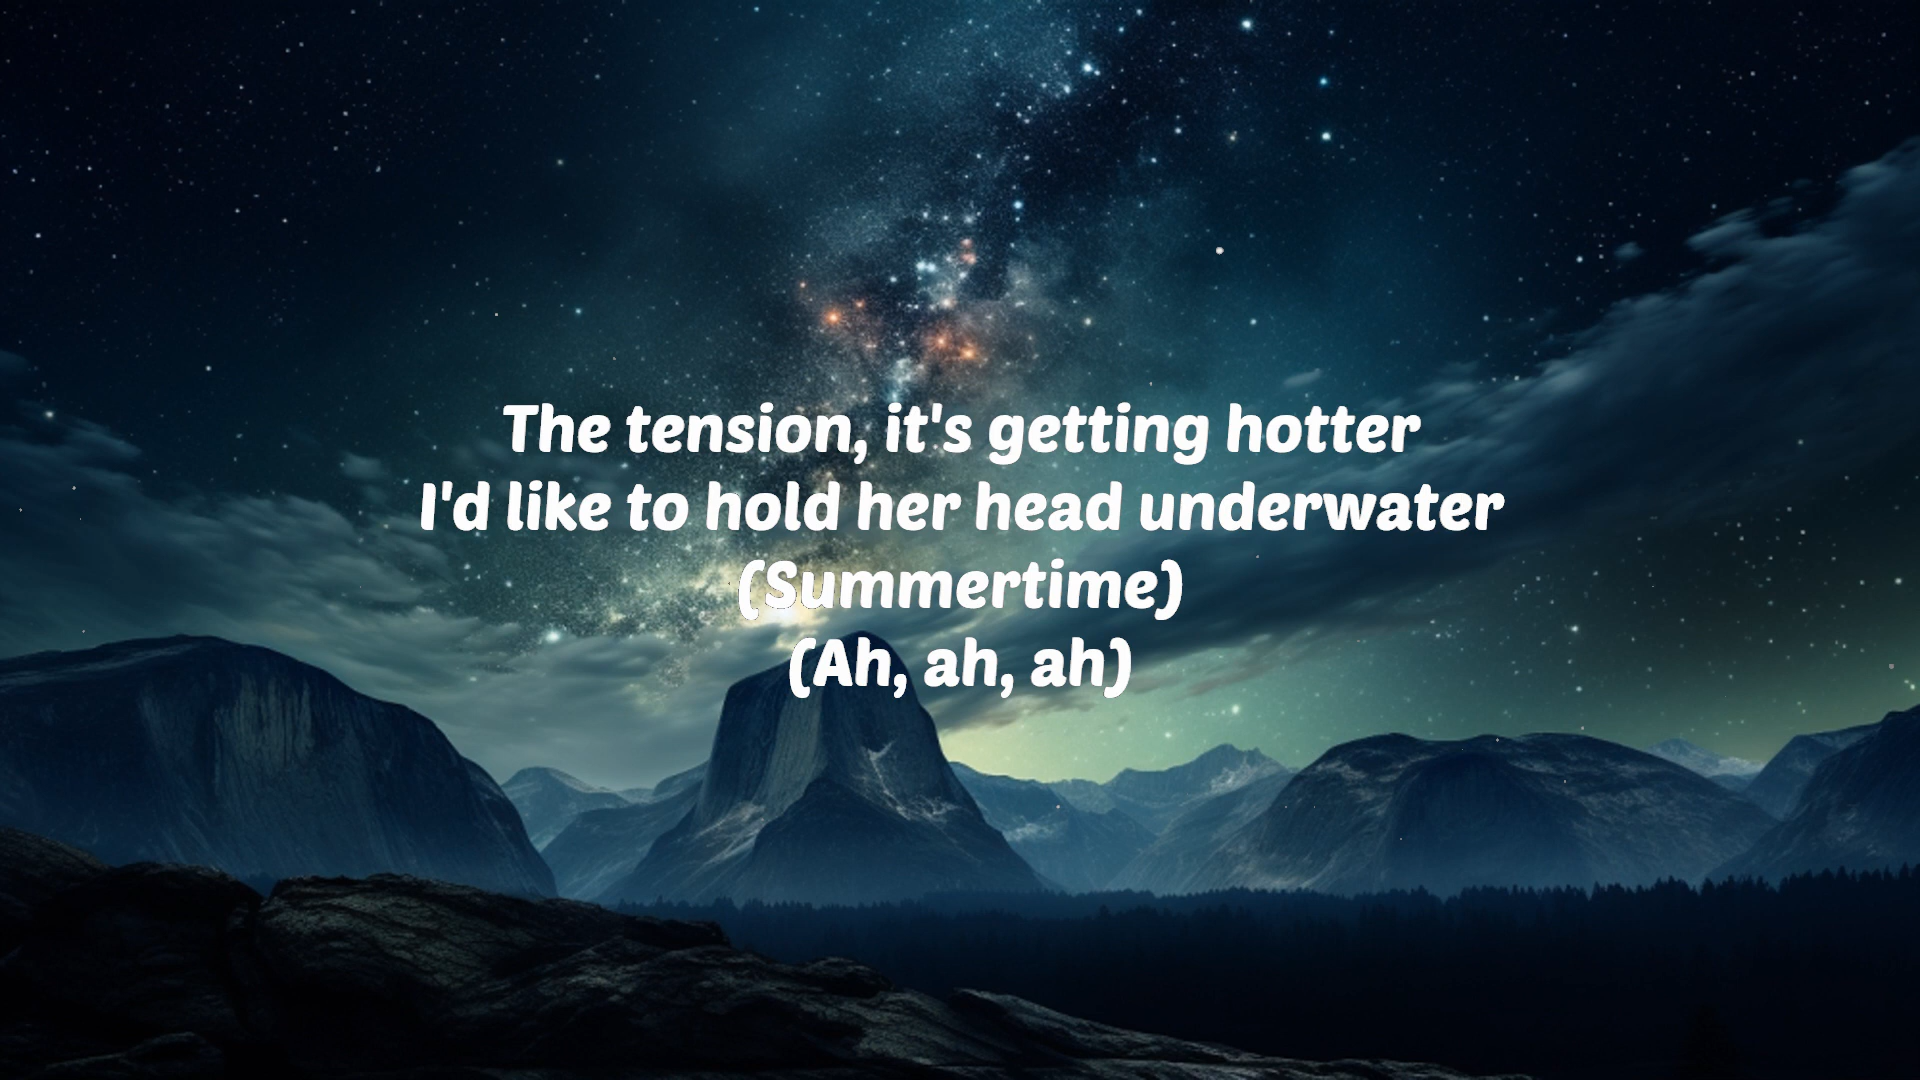 The tension, it's getting hotter
I'd like to hold her head underwater
(Summertime)
(Ah, ah, ah)